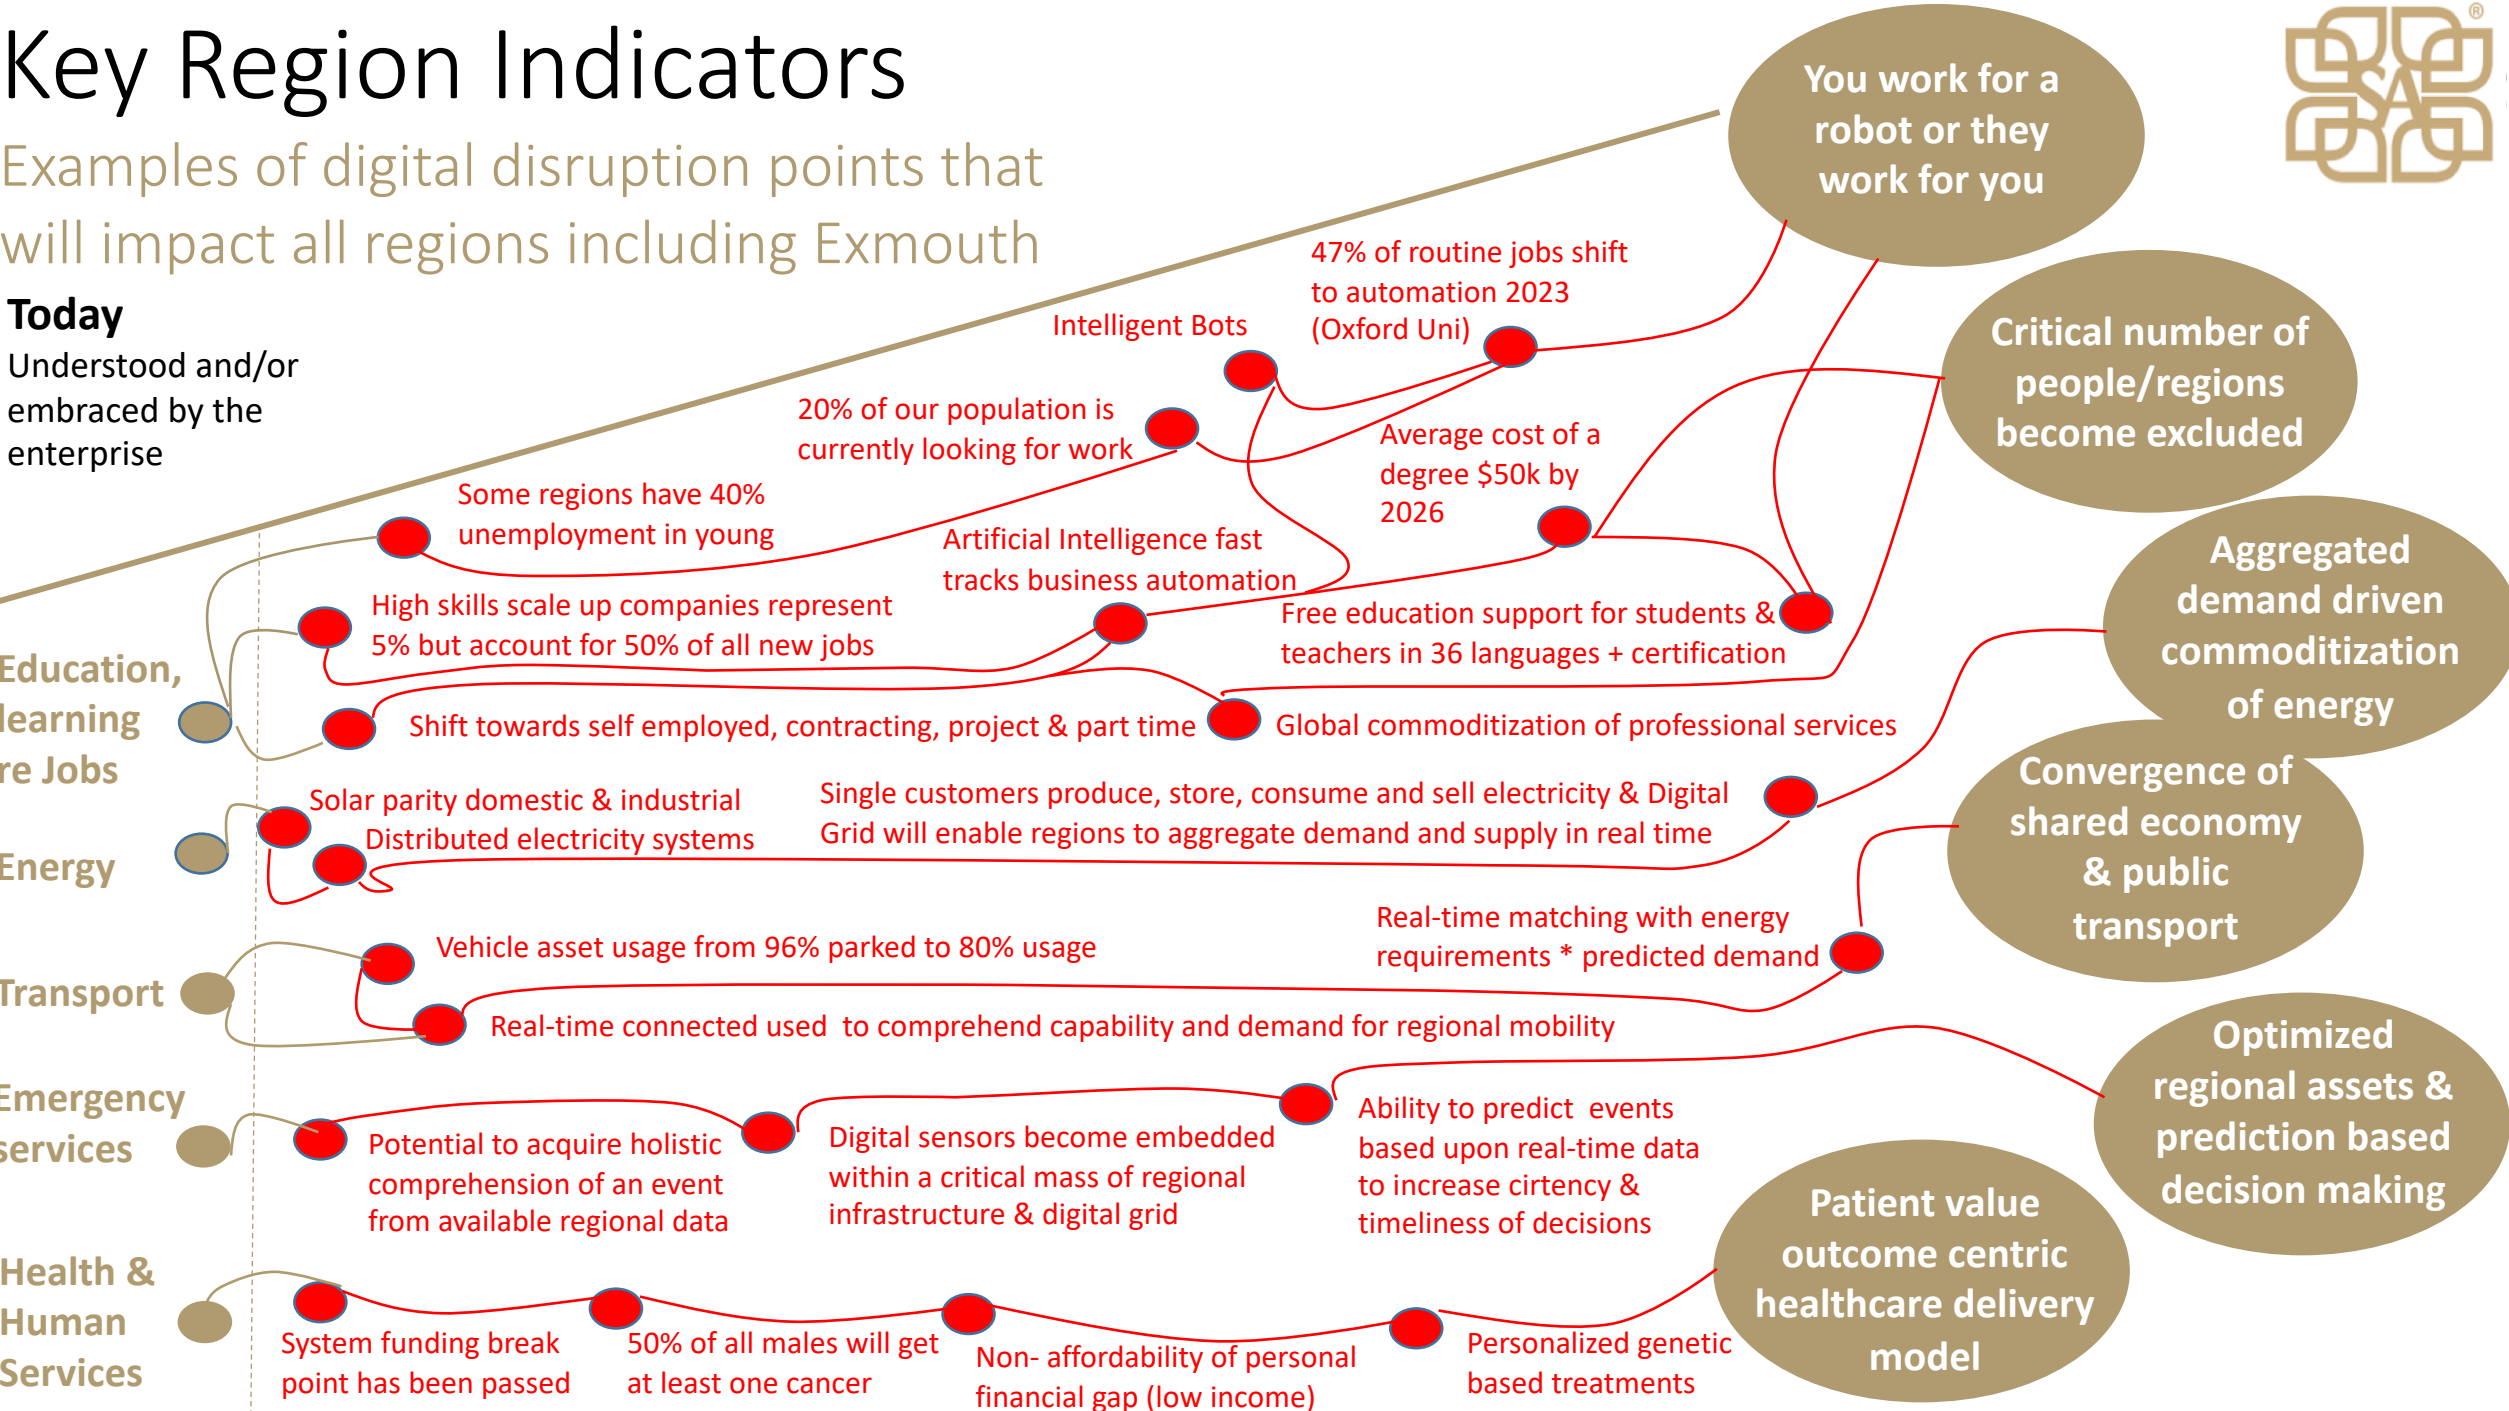 Key Region Indicators
Examples of digital disruption points that
will impact all regions including Exmouth
Today
Understood and/or
embraced by the
enterprise
You work for a
robot or they
work for you
SA
®
47% of routine jobs shift
to automation 2023
(Oxford Uni)
Intelligent Bots
Critical number of
people/regions
become excluded
20% of our population is
currently looking for work
Average cost of a
degree $50k by
2026
Some regions have 40%
unemployment in young
Artificial Intelligence fast
tracks business automation
Aggregated
demand driven
commoditization
of energy
High skills scale up companies represent
5% but account for 50% of all new jobs
Free education support for students &
teachers in 36 languages + certification
Education,
learning
re Jobs
Shift towards self employed, contracting, project & part time
Global commoditization of professional services
Convergence of
shared economy
& public
transport
Solar parity domestic & industrial
Distributed electricity systems
Single customers produce, store, consume and sell electricity & Digital
Grid will enable regions to aggregate demand and supply in real time
Energy
Real-time matching with energy
requirements * predicted demand
Vehicle asset usage from 96% parked to 80% usage
Transport
Real-time connected used  to comprehend capability and demand for regional mobility
Optimized
regional assets &
prediction based
decision making
Emergency
services
Potential to acquire holistic
comprehension of an event
from available regional data
Digital sensors become embedded
within a critical mass of regional
infrastructure & digital grid
Ability to predict  events
based upon real-time data
to increase cirtency &
timeliness of decisions
Patient value
outcome centric
healthcare delivery
model
Health &
Human
Services
System funding break
point has been passed
50% of all males will get
at least one cancer
Non- affordability of personal
financial gap (low income)
Personalized genetic
based treatments